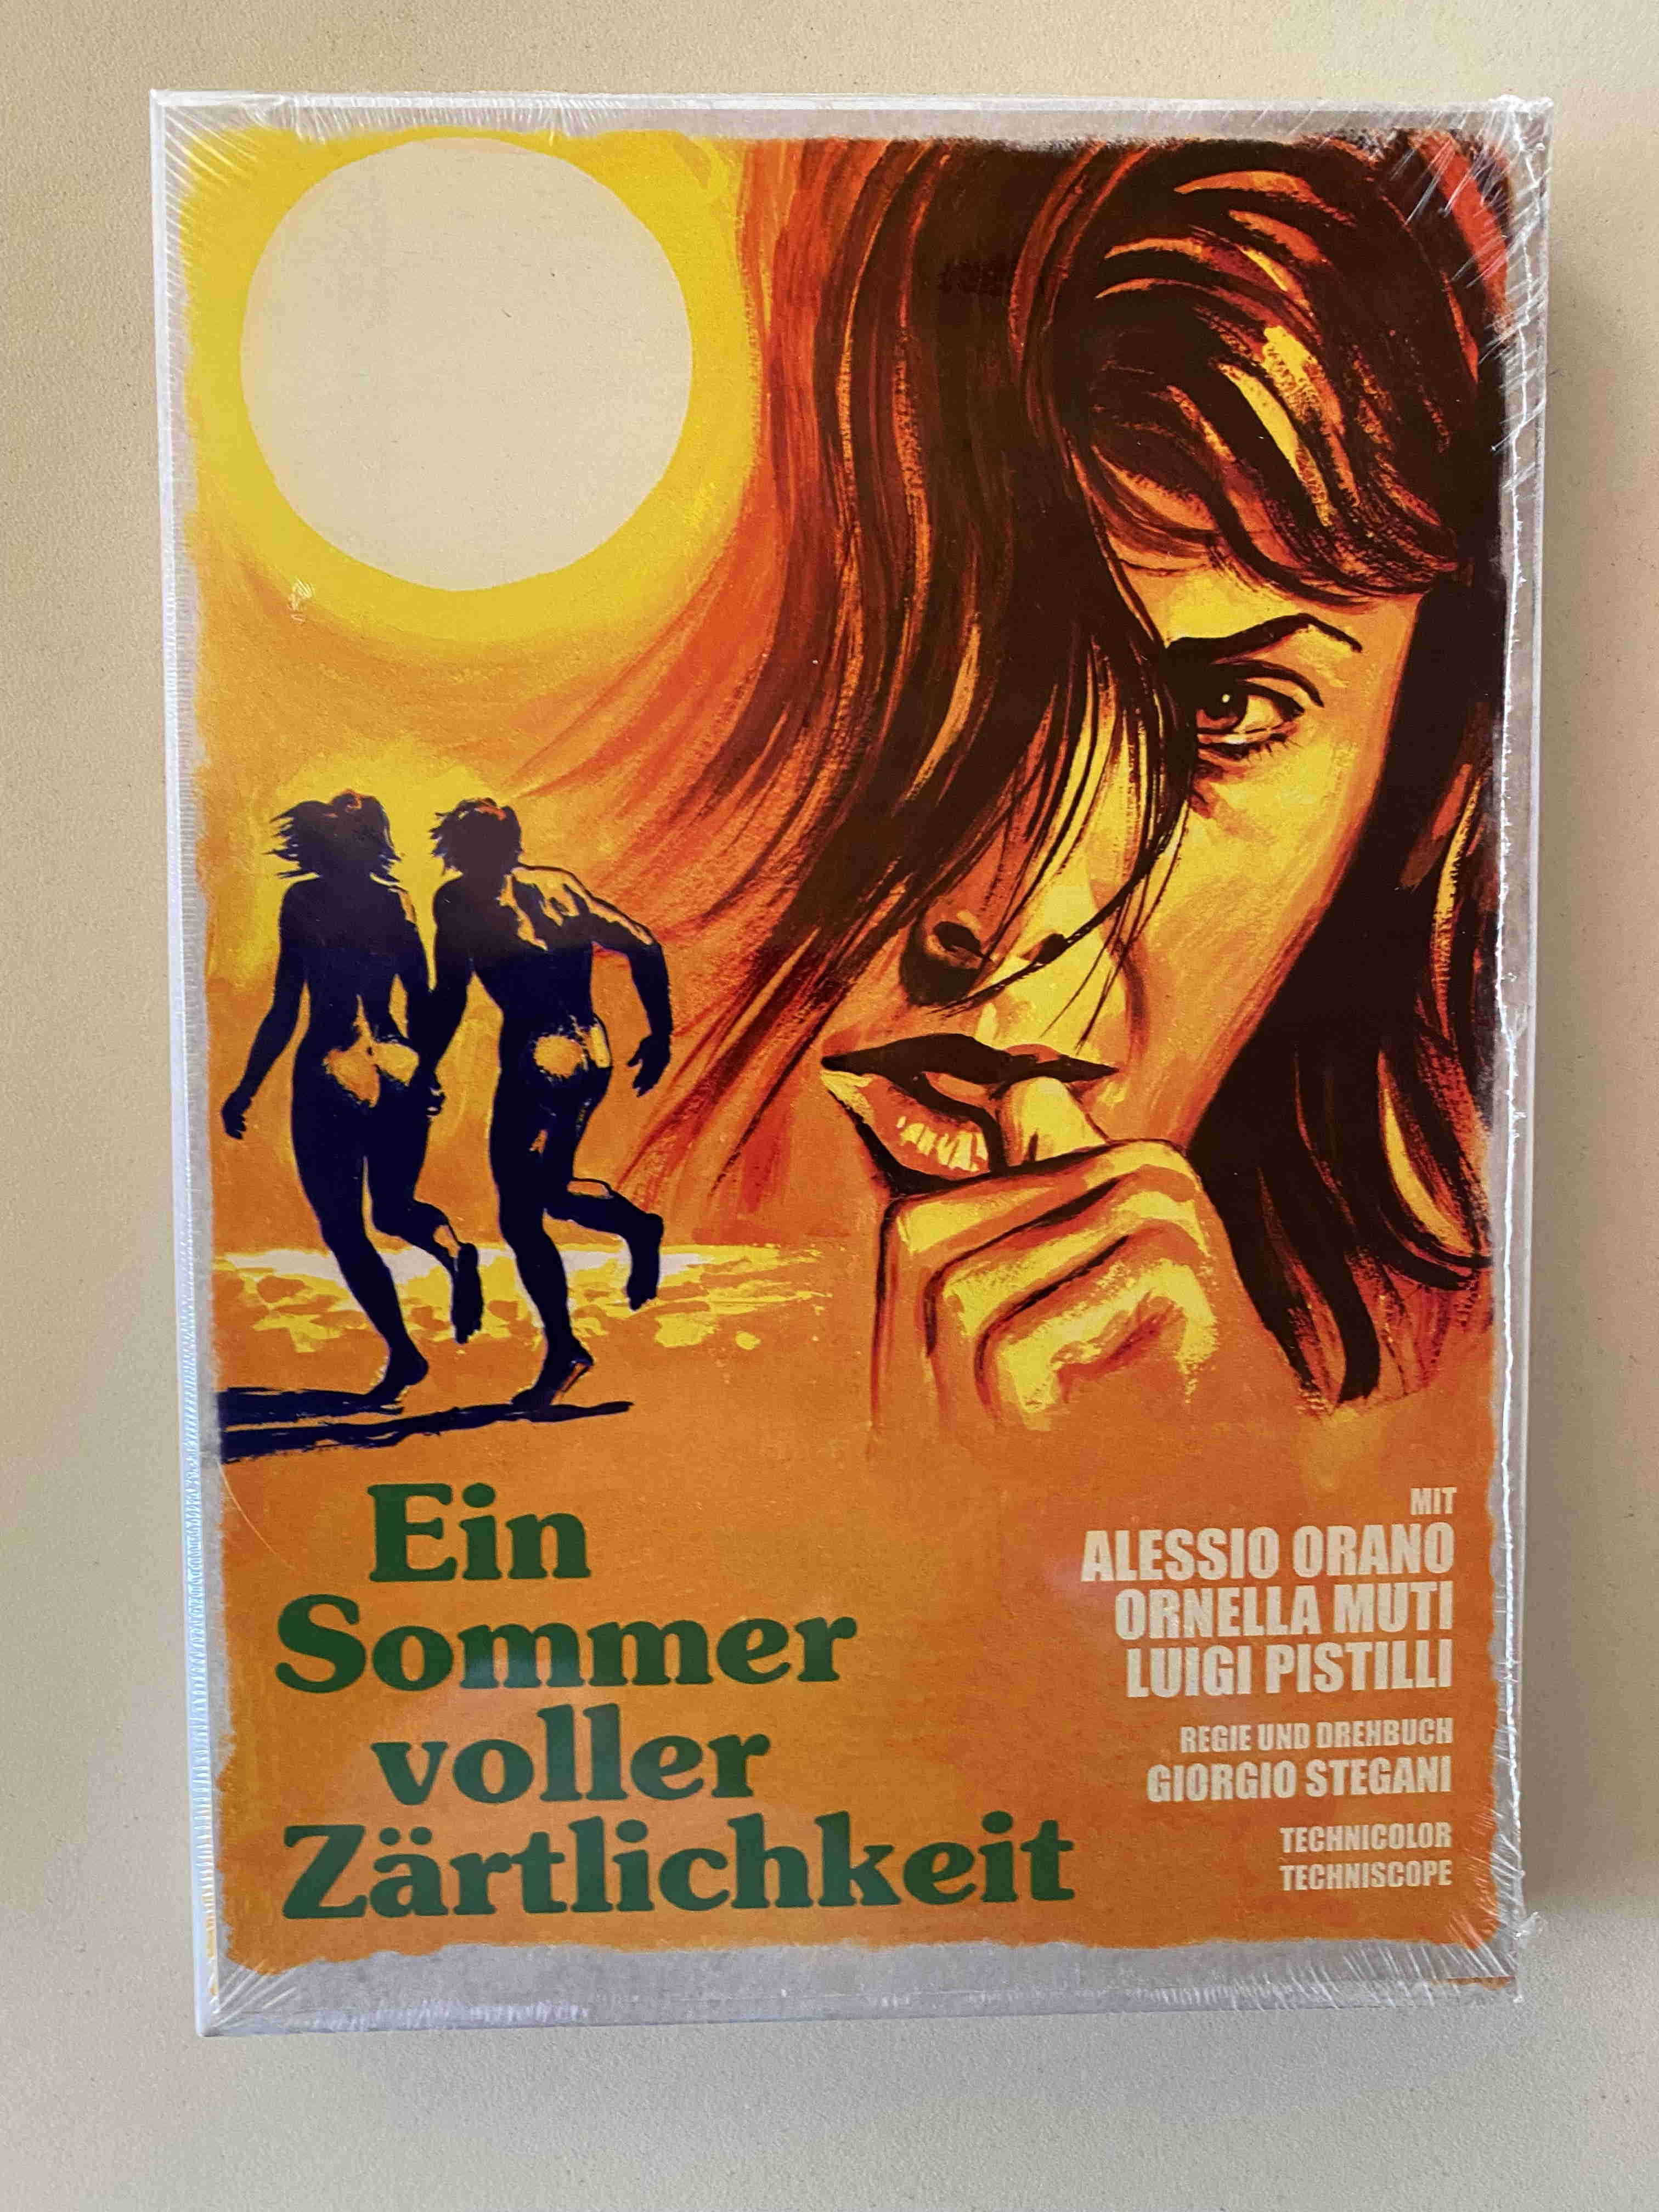 Ein
Sommer
voller
Zärtlichkeit
MIT
ALESSIO ORANO
ORNELLA MUTI
LUIGI PISTILLI
REGIE UND DREHBUCH
GIORGIO STEGANI
TECHNICOLOR
TECHNISCOPE